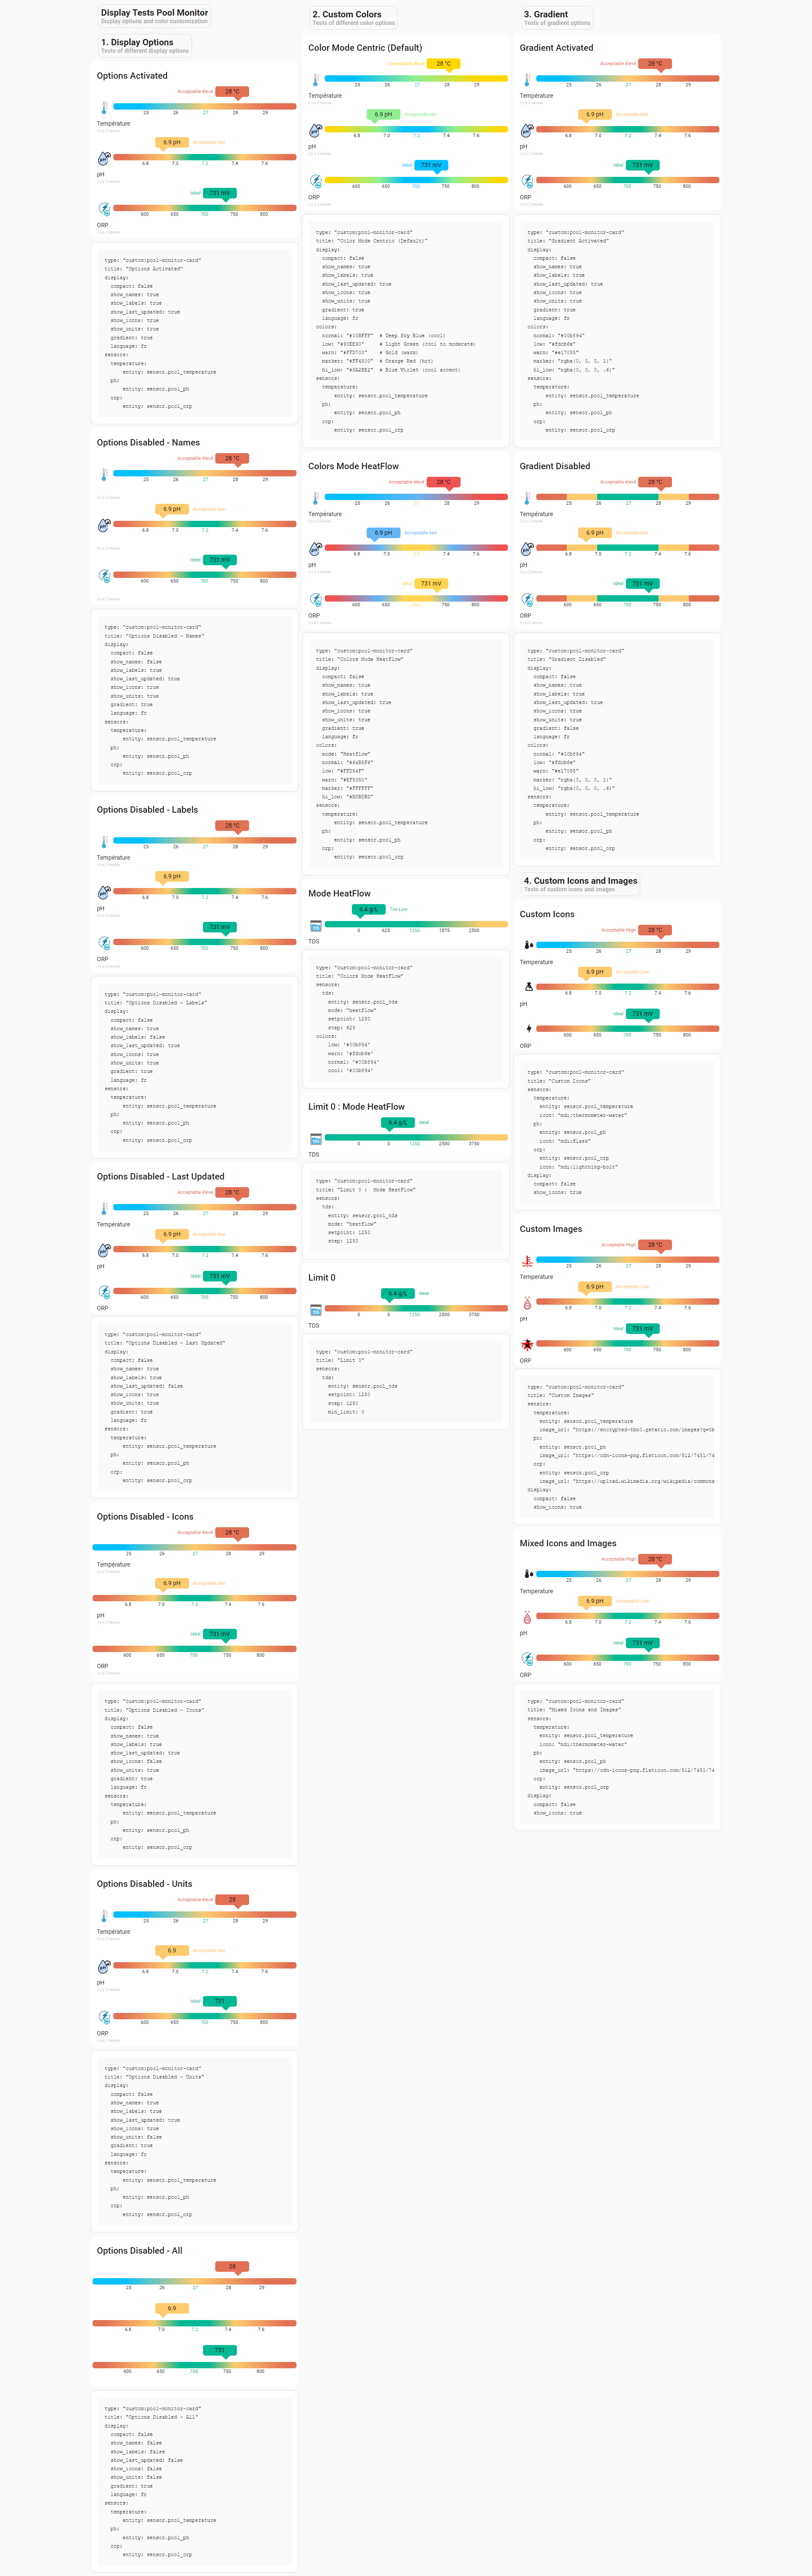 Display Tests Pool Monitor
Display options and color customization
1. Display Options
Tests of different display options
Options Activated
Acceptable élevé 28 °C
25 26 27 28 29
Température
6.9 pH Acceptable bas
6.8 7.0 7.2 7.4 7.6
pH
Idéal 731 mV
600 650 700 750 800
ORP
type: "custom:pool-monitor-card"
title: "Options Activated"
display:
compact: false
show_names: true
show_labels: true
show_last_updated: true
show_icons: true
show_units: true
gradient: true
language: fr
sensors:
temperature:
entity: sensor.pool_temperature
ph:
entity: sensor.pool_ph
orp:
entity: sensor.pool_orp
Options Disabled - Names
Acceptable élevé 28 °C
25 26 27 28 29
6.9 pH Acceptable bas
6.8 7.0 7.2 7.4 7.6
Idéal 731 mV
600 650 700 750 800
type: "custom:pool-monitor-card"
title: "Options Disabled - Names"
display:
compact: false
show_names: false
show_labels: true
show_last_updated: true
show_icons: true
show_units: true
gradient: true
language: fr
sensors:
temperature:
entity: sensor.pool_temperature
ph:
entity: sensor.pool_ph
orp:
entity: sensor.pool_orp
Options Disabled - Labels
28 °C
25 26 27 28 29
Température
6.9 pH
6.8 7.0 7.2 7.4 7.6
pH
731 mV
600 650 700 750 800
ORP
type: "custom:pool-monitor-card"
title: "Options Disabled - Labels"
display:
compact: false
show_names: true
show_labels: false
show_last_updated: true
show_icons: true
show_units: true
gradient: true
language: fr
sensors:
temperature:
entity: sensor.pool_temperature
ph:
entity: sensor.pool_ph
orp:
entity: sensor.pool_orp
Options Disabled - Last Updated
Acceptable élevé 28 °C
25 26 27 28 29
Température
6.9 pH Acceptable bas
6.8 7.0 7.2 7.4 7.6
pH
Idéal 731 mV
600 650 700 750 800
ORP
type: "custom:pool-monitor-card"
title: "Options Disabled - Last Updated"
display:
compact: false
show_names: true
show_labels: true
show_last_updated: false
show_icons: true
show_units: true
gradient: true
language: fr
sensors:
temperature:
entity: sensor.pool_temperature
ph:
entity: sensor.pool_ph
orp:
entity: sensor.pool_orp
Options Disabled - Icons
Acceptable élevé 28 °C
25 26 27 28 29
Température
6.9 pH Acceptable bas
6.8 7.0 7.2 7.4 7.6
pH
Idéal 731 mV
600 650 700 750 800
ORP
type: "custom:pool-monitor-card"
title: "Options Disabled - Icons"
display:
compact: false
show_names: true
show_labels: true
show_last_updated: true
show_icons: false
show_units: true
gradient: true
language: fr
sensors:
temperature:
entity: sensor.pool_temperature
ph:
entity: sensor.pool_ph
orp:
entity: sensor.pool_orp
Options Disabled - Units
Acceptable élevé 28
25 26 27 28 29
Température
6.9 Acceptable bas
6.8 7.0 7.2 7.4 7.6
pH
Idéal 731
600 650 700 750 800
ORP
type: "custom:pool-monitor-card"
title: "Options Disabled - Units"
display:
compact: false
show_names: true
show_labels: true
show_last_updated: true
show_icons: true
show_units: false
gradient: true
language: fr
sensors:
temperature:
entity: sensor.pool_temperature
ph:
entity: sensor.pool_ph
orp:
entity: sensor.pool_orp
Options Disabled - All
28
25 26 27 28 29
6.9
6.8 7.0 7.2 7.4 7.6
731
600 650 700 750 800
type: "custom:pool-monitor-card"
title: "Options Disabled - All"
display:
compact: false
show_names: false
show_labels: false
show_last_updated: false
show_icons: false
show_units: false
gradient: true
language: fr
sensors:
temperature:
entity: sensor.pool_temperature
ph:
entity: sensor.pool_ph
orp:
entity: sensor.pool_orp
2. Custom Colors
Tests of different color options
Color Mode Centric (Default)
Acceptable élevé 28 °C
25 26 27 28 29
Température
6.9 pH Acceptable bas
6.8 7.0 7.2 7.4 7.6
pH
Idéal 731 mV
600 650 700 750 800
ORP
type: "custom:pool-monitor-card"
title: "Color Mode Centric (Default)"
display:
compact: false
show_names: true
show_labels: true
show_last_updated: true
show_icons: true
show_units: true
gradient: true
language: fr
colors:
normal: "#00BFFF" # Deep Sky Blue (cool)
low: "#90EE90" # Light Green (cool to moderate)
warn: "#FFD700" # Gold (warm)
marker: "#FF4500" # Orange Red (hot)
hi_low: "#8A2BE2" # Blue Violet (cool accent)
sensors:
temperature:
entity: sensor.pool_temperature
ph:
entity: sensor.pool_ph
orp:
entity: sensor.pool_orp
Colors Mode HeatFlow
Acceptable élevé 28 °C
25 26 27 28 29
Température
6.9 pH Acceptable bas
6.8 7.0 7.2 7.4 7.6
pH
Idéal 731 mV
600 650 700 750 800
ORP
type: "custom:pool-monitor-card"
title: "Colors Mode HeatFlow"
display:
compact: false
show_names: true
show_labels: true
show_last_updated: true
show_icons: true
show_units: true
gradient: true
language: fr
colors:
mode: "Heatflow"
normal: "#64B5F6"
low: "#FFD54F"
warn: "#EF5350"
marker: "#FFFFFF"
hi_low: "#BDBDBD"
sensors:
temperature:
entity: sensor.pool_temperature
ph:
entity: sensor.pool_ph
orp:
entity: sensor.pool_orp
Mode HeatFlow
6.4 g/L Too Low
0 625 1250 1875 2500
TDS
type: "custom:pool-monitor-card"
title: "Colors Mode HeatFlow"
sensors:
tds:
entity: sensor.pool_tds
mode: "heatflow"
setpoint: 1250
step: 625
colors:
low: '#00b894'
warn: '#fdcb6e'
normal: '#00b894'
cool: '#00b894'
Limit 0 : Mode HeatFlow
6.4 g/L Ideal
0 0 1250 2500 3750
TDS
type: "custom:pool-monitor-card"
title: "Limit 0 : Mode HeatFlow"
sensors:
tds:
entity: sensor.pool_tds
mode: "heatflow"
setpoint: 1250
step: 1250
Limit 0
6.4 g/L Ideal
0 0 1250 2500 3750
TDS
type: "custom:pool-monitor-card"
title: "Limit 0"
sensors:
tds:
entity: sensor.pool_tds
setpoint: 1250
step: 1250
min_limit: 0
3. Gradient
Tests of gradient options
Gradient Activated
Acceptable élevé 28 °C
25 26 27 28 29
Température
6.9 pH Acceptable bas
6.8 7.0 7.2 7.4 7.6
pH
Idéal 731 mV
600 650 700 750 800
ORP
type: "custom:pool-monitor-card"
title: "Gradient Activated"
display:
compact: false
show_names: true
show_labels: true
show_last_updated: true
show_icons: true
show_units: true
gradient: true
language: fr
colors:
normal: "#00b894"
low: "#fdcb6e"
warn: "#e17055"
marker: "rgba(0, 0, 0, 1)"
hi_low: "rgba(0, 0, 0, .6)"
sensors:
temperature:
entity: sensor.pool_temperature
ph:
entity: sensor.pool_ph
orp:
entity: sensor.pool_orp
Gradient Disabled
Acceptable élevé 28 °C
25 26 27 28 29
Température
6.9 pH Acceptable bas
6.8 7.0 7.2 7.4 7.6
pH
Idéal 731 mV
600 650 700 750 800
ORP
type: "custom:pool-monitor-card"
title: "Gradient Disabled"
display:
compact: false
show_names: true
show_labels: true
show_last_updated: true
show_icons: true
show_units: true
gradient: false
language: fr
colors:
normal: "#00b894"
low: "#fdcb6e"
warn: "#e17055"
marker: "rgba(0, 0, 0, 1)"
hi_low: "rgba(0, 0, 0, .6)"
sensors:
temperature:
entity: sensor.pool_temperature
ph:
entity: sensor.pool_ph
orp:
entity: sensor.pool_orp
4. Custom Icons and Images
Tests of custom icons and images
Custom Icons
Acceptable High 28 °C
25 26 27 28 29
Temperature
6.9 pH Acceptable Low
6.8 7.0 7.2 7.4 7.6
pH
Ideal 731 mV
600 650 700 750 800
ORP
type: "custom:pool-monitor-card"
title: "Custom Icons"
sensors:
temperature:
entity: sensor.pool_temperature
icon: "mdi:thermometer-water"
ph:
entity: sensor.pool_ph
icon: "mdi:flask"
orp:
entity: sensor.pool_orp
icon: "mdi:lightning-bolt"
display:
compact: false
show_icons: true
Custom Images
Acceptable High 28 °C
25 26 27 28 29
Temperature
6.9 pH Acceptable Low
6.8 7.0 7.2 7.4 7.6
pH
Ideal 731 mV
600 650 700 750 800
ORP
type: "custom:pool-monitor-card"
title: "Custom Images"
sensors:
temperature:
entity: sensor.pool_temperature
image_url: "https://encrypted-tbn0.gstatic.com/images?q=tb
ph:
entity: sensor.pool_ph
image_url: "https://cdn-icons-png.flaticon.com/512/7451/74
orp:
entity: sensor.pool_orp
image_url: "https://upload.wikimedia.org/wikipedia/commons
display:
compact: false
show_icons: true
Mixed Icons and Images
Acceptable High 28 °C
25 26 27 28 29
Temperature
6.9 pH Acceptable Low
6.8 7.0 7.2 7.4 7.6
pH
Ideal 731 mV
600 650 700 750 800
ORP
type: "custom:pool-monitor-card"
title: "Mixed Icons and Images"
sensors:
temperature:
entity: sensor.pool_temperature
icon: "mdi:thermometer-water"
ph:
entity: sensor.pool_ph
image_url: "https://cdn-icons-png.flaticon.com/512/7451/74
orp:
entity: sensor.pool_orp
display:
compact: false
show_icons: true